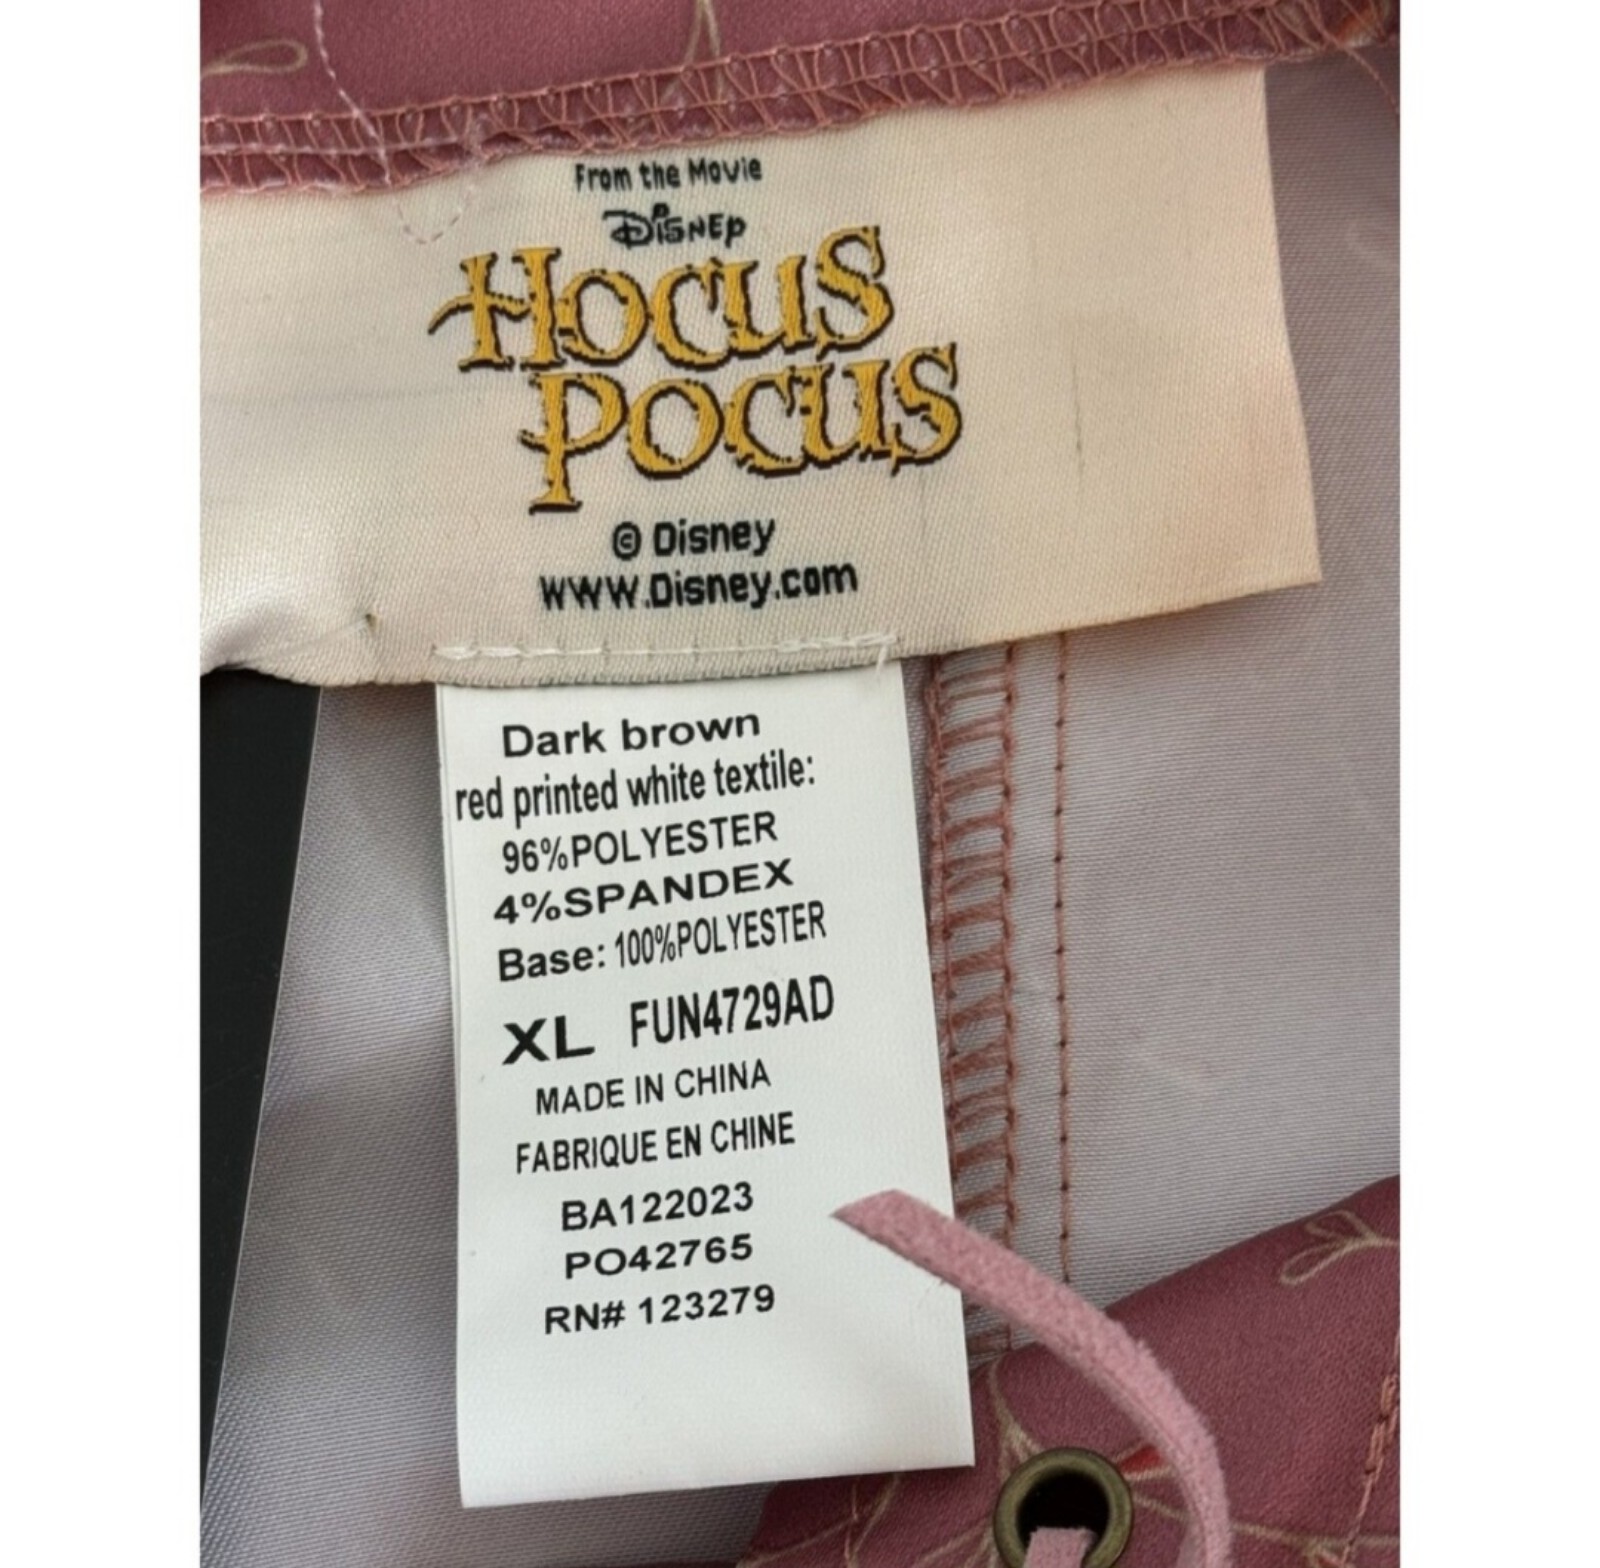 From the Movie
Disney
Hocus
Pocus
© Disney
www.Disney.com
Dark brown
red printed white textile:
96%POLYESTER
4%SPANDEX
Base: 100%POLYESTER
XL FUN4729AD
MADE IN CHINA
FABRIQUE EN CHINE
BA122023
PO42765
RN# 123279